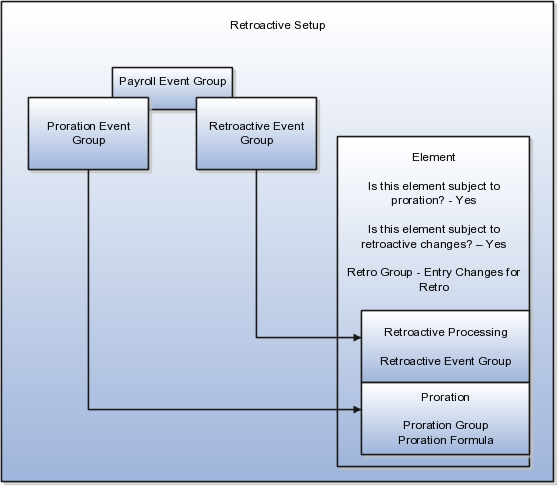 Retroactive Setup
Payroll Event Group
Proration Event
Group
Retroactive Event
Group
Element
Is this element subject to
proration? - Yes
Is this element subject to
retroactive changes? – Yes
Retro Group - Entry Changes for
Retro
Retroactive Processing
Retroactive Event Group
Proration
Proration Group
Proration Formula